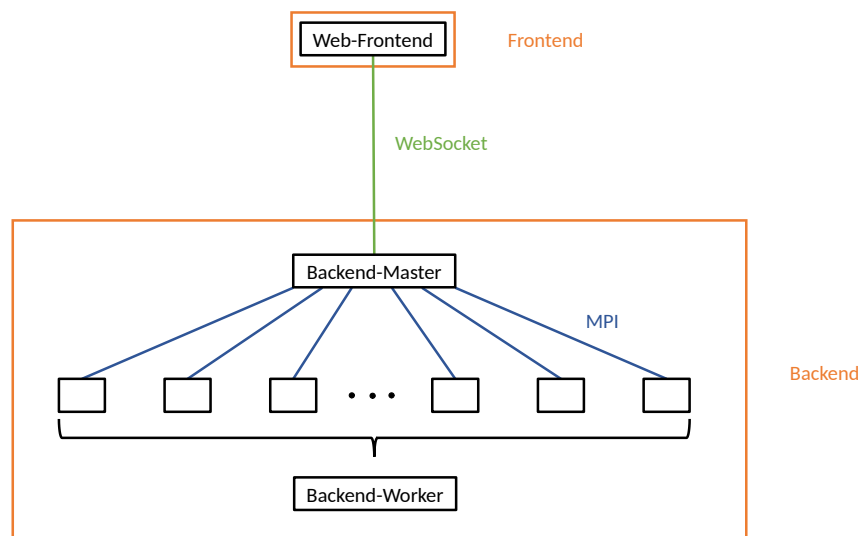 Web-Frontend
Frontend
WebSocket
Backend-Master
MPI
Backend
Backend-Worker